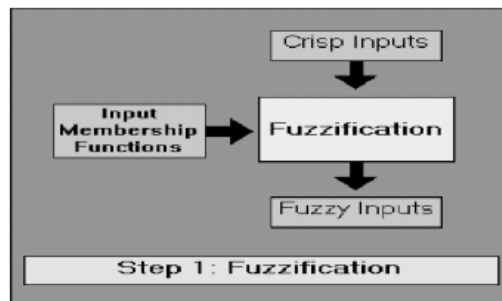 Crisp Inputs
Input
Membership
Functions
Fuzzification
Fuzzy Inputs
Step 1: Fuzzification